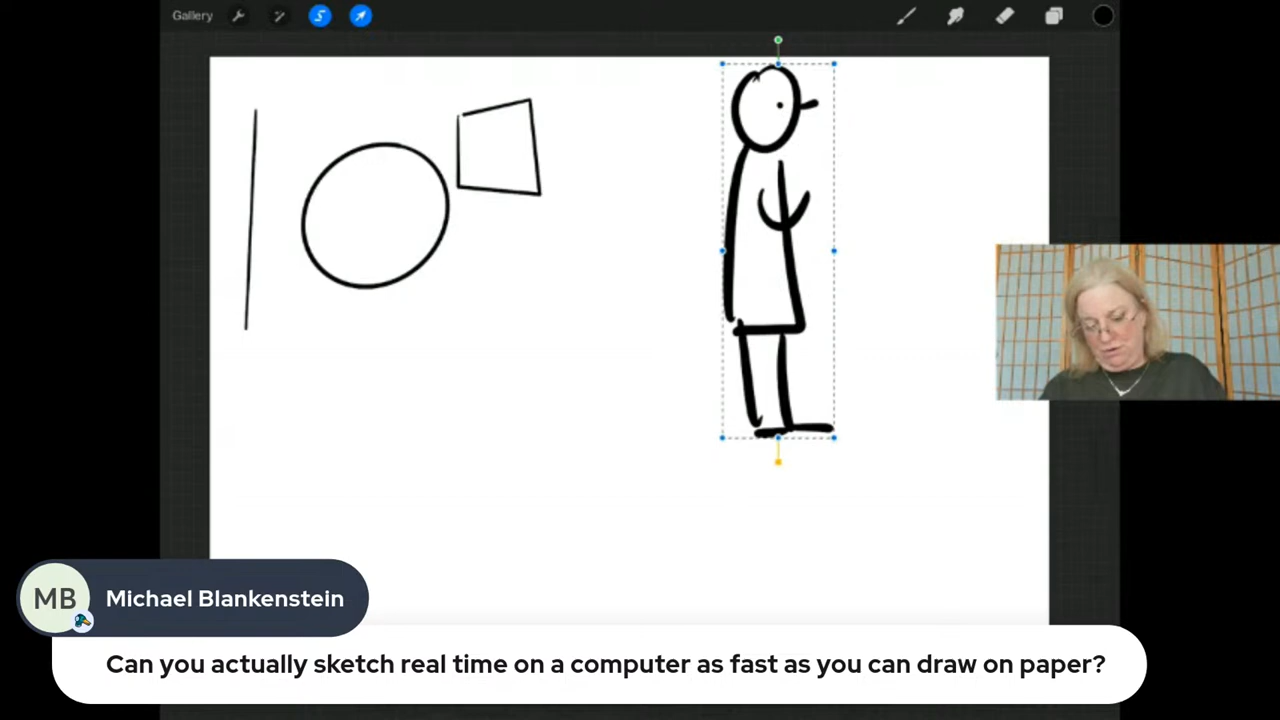 Gallery
MB
Michael Blankenstein
Can you actually sketch real time on a computer as fast as you can draw on paper?